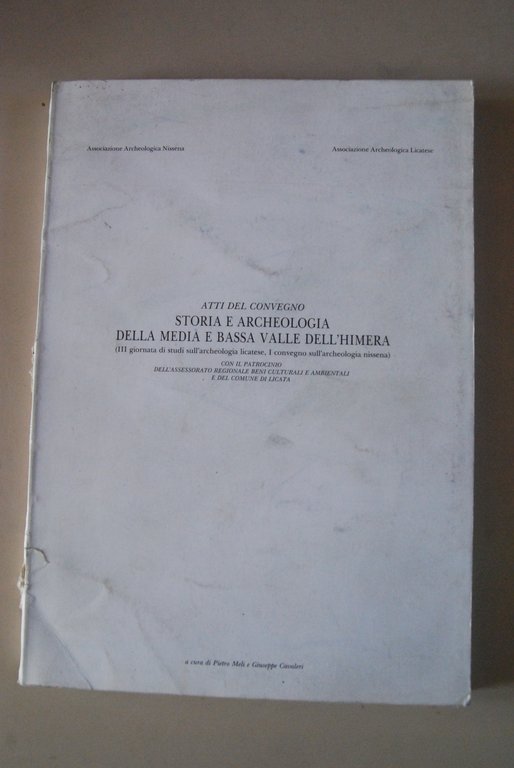 Associazione Archeologica Nissena
Associazione Archeologica Licatese
ATTI DEL CONVEGNO
STORIA E ARCHEOLOGIA
DELLA MEDIA E BASSA VALLE DELL'HIMERA
(III giornata di studi sull'archeologia licatese, I convegno sull'archeologia nissena)
CON IL PATROCINIO
DELL'ASSESSORATO REGIONALE BENI CULTURALI E AMBIENTALI
E DEL COMUNE DI LICATA
a cura di Pietro Meli e Giuseppe Cavaleri